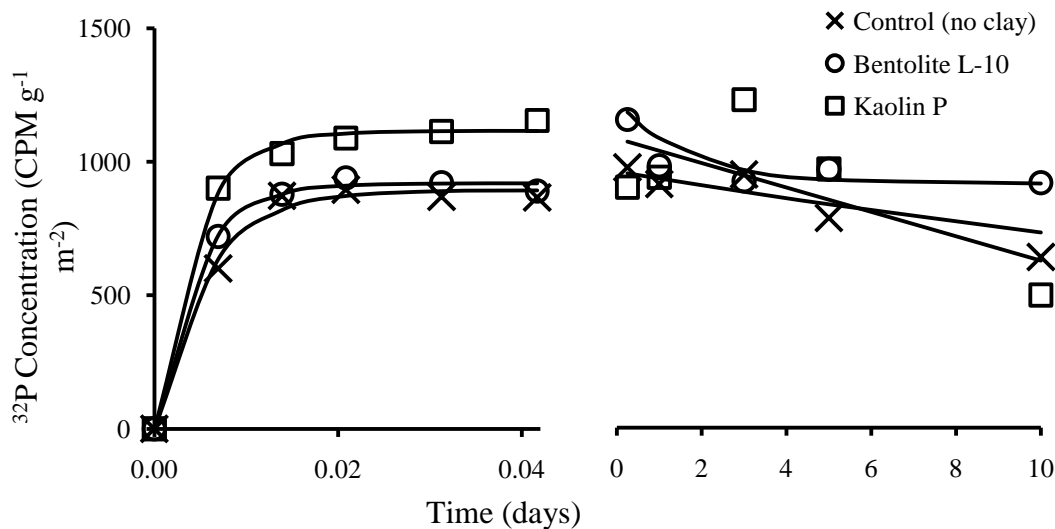 1500
1000
500
0
³²P Concentration (CPM g⁻¹
m⁻²)
Control (no clay)
Bentolite L-10
Kaolin P
0.00 0.02 0.04 0 2 4 6 8 10
Time (days)